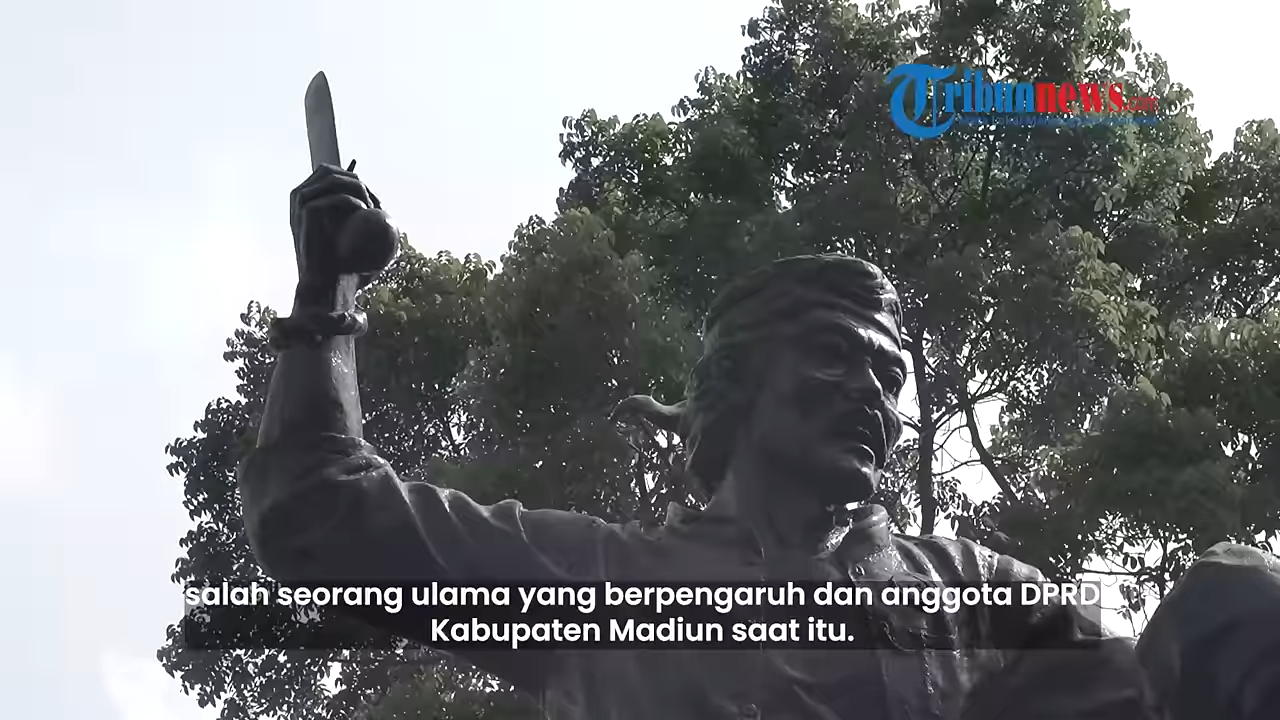 Tribunnews.com
salah seorang ulama yang berpengaruh dan anggota DPRD
Kabupaten Madiun saat itu.